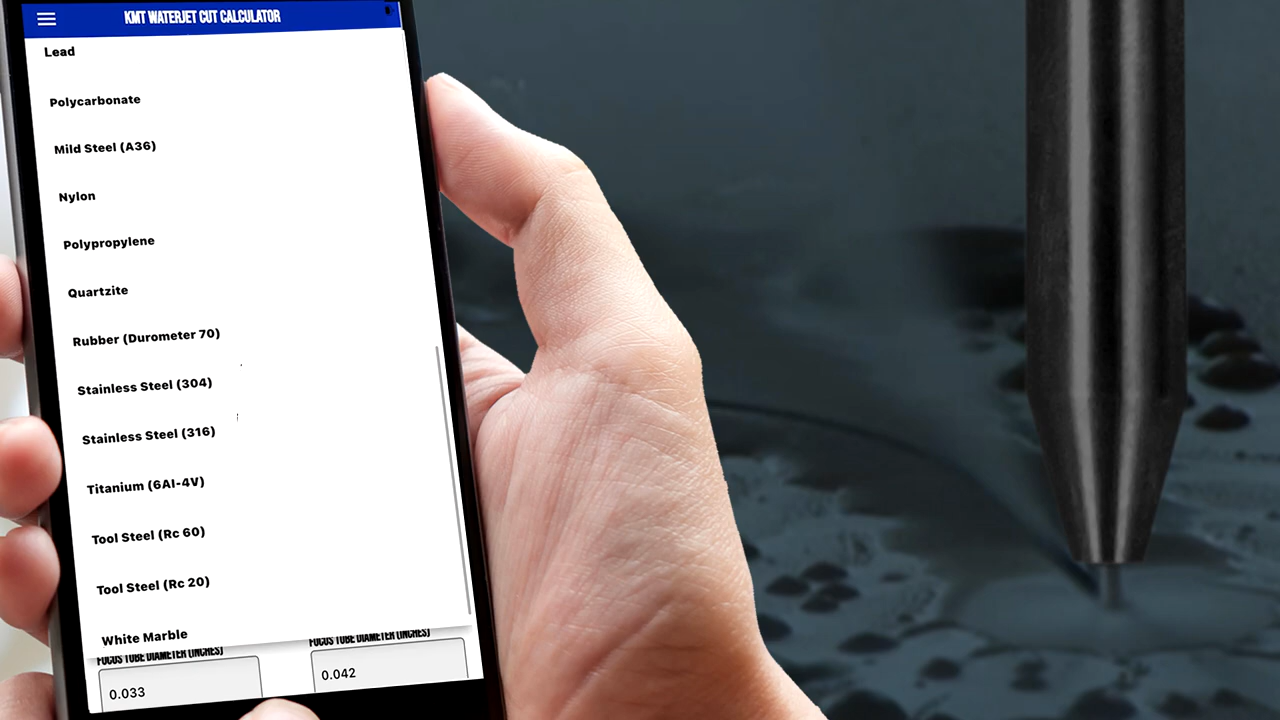 KMT WATERJET CUT CALCULATOR
Lead
Polycarbonate
Mild Steel (A36)
Nylon
Polypropylene
Quartzite
Rubber (Durometer 70)
Stainless Steel (304)
Stainless Steel (316)
Titanium (6AI-4V)
Tool Steel (Rc 60)
Tool Steel (Rc 20)
White Marble
FOCUS TUBE DIAMETER (INCHES) FOCUS TUBE DIAMETER (INCHES)
0.033 0.042